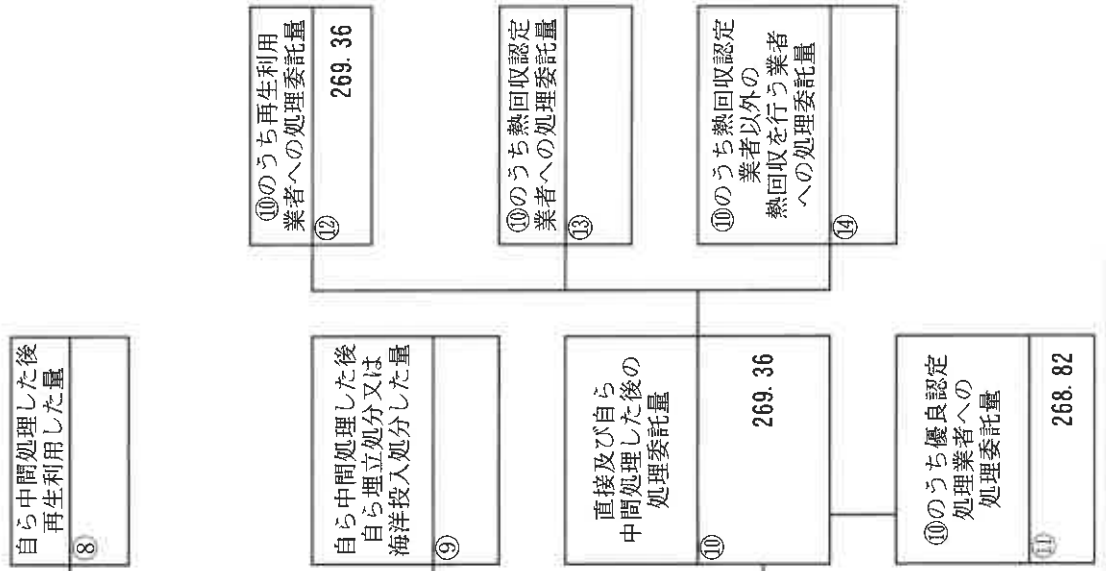 自ら中間処理した後
再生利用した量
⑧
自ら中間処理した後
自ら埋立処分又は
海洋投入処分した量
⑨
直接及び自ら
中間処理した後の
処理委託量
⑩
269.36
⑩のうち優良認定
処理業者への
処理委託量
⑪
268.82
⑩のうち再生利用
業者への処理委託量
⑫
269.36
⑩のうち熱回収認定
業者への処理委託量
⑬
⑩のうち熱回収認定
業者以外の
熱回収を行う業者
への処理委託量
⑭